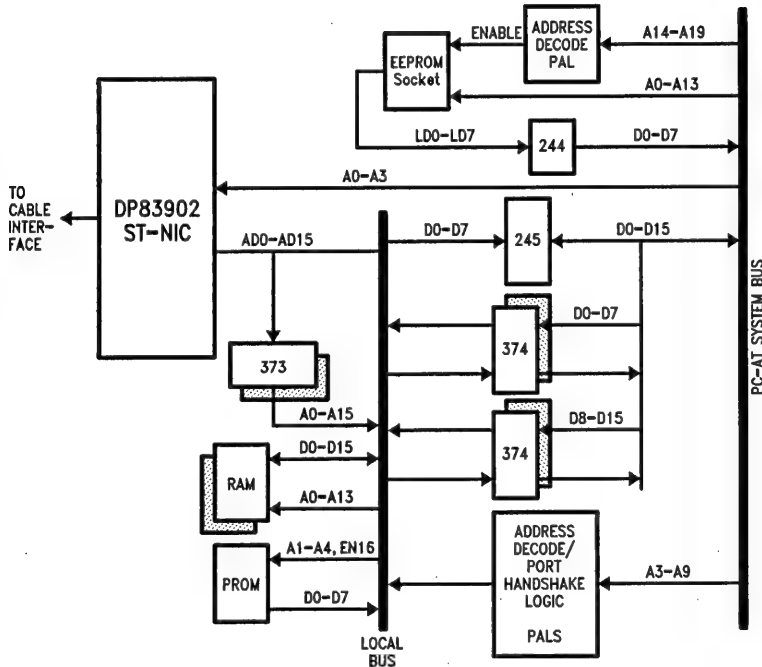 ENABLE
ADDRESS
DECODE
PAL
A14-A19
EEPROM
Socket
A0-A13
LD0-LD7
244
D0-D7
A0-A3
TO
CABLE
INTER-
FACE
DP83902
ST-NIC
AD0-AD15
D0-D7
245
D0-D15
PC-AT SYSTEM BUS
374
D0-D7
373
A0-A15
374
D8-D15
D0-D15
RAM
A0-A13
ADDRESS
DECODE/
PORT
HANDSHAKE
LOGIC
PALS
A1-A4, EN16
PROM
D0-D7
A3-A9
LOCAL
BUS